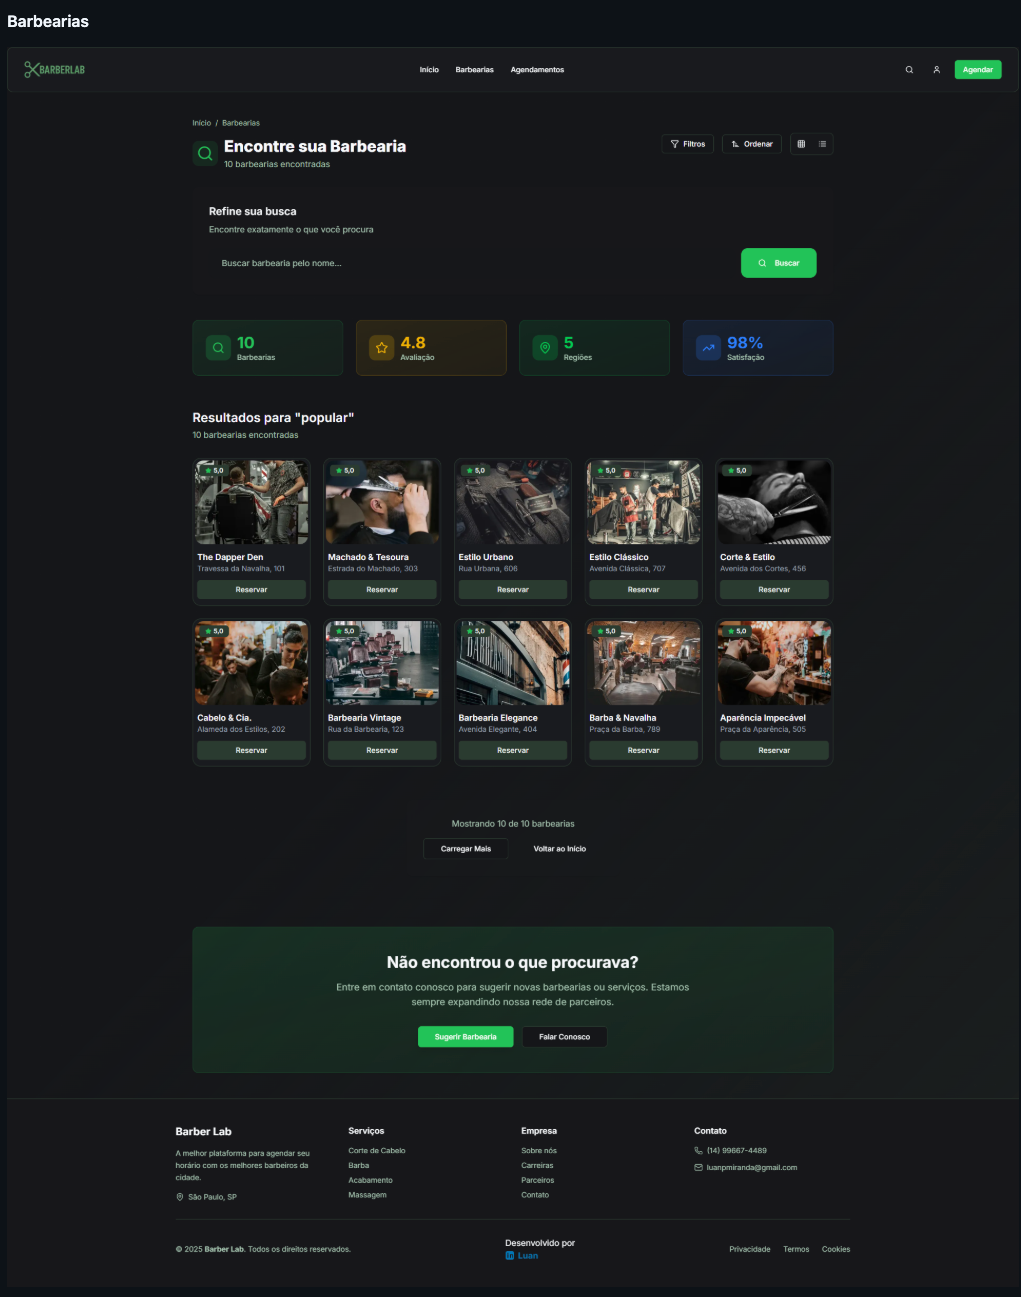 Barbearias
BARBERLAB
Início
Barbearias
Agendamentos
Agendar
Início / Barbearias
Encontre sua Barbearia
10 barbearias encontradas
Filtros
Ordenar
Refine sua busca
Encontre exatamente o que você procura
Buscar barbearia pelo nome...
Buscar
10
Barbearias
4.8
Avaliação
5
Regiões
98%
Satisfação
Resultados para "popular"
10 barbearias encontradas
5,0
The Dapper Den
Travessa da Navalha, 101
Reservar
5,0
Machado & Tesoura
Estrada do Machado, 303
Reservar
5,0
Estilo Urbano
Rua Urbana, 606
Reservar
5,0
Estilo Clássico
Avenida Clássica, 707
Reservar
5,0
Corte & Estilo
Avenida dos Cortes, 456
Reservar
5,0
Cabelo & Cia.
Alameda dos Estilos, 202
Reservar
5,0
Barbearia Vintage
Rua da Barbearia, 123
Reservar
5,0
Barbearia Elegance
Avenida Elegante, 404
Reservar
5,0
Barba & Navalha
Praça da Barba, 789
Reservar
5,0
Aparência Impecável
Praça da Aparência, 505
Reservar
Mostrando 10 de 10 barbearias
Carregar Mais
Voltar ao Início
Não encontrou o que procurava?
Entre em contato conosco para sugerir novas barbearias ou serviços. Estamos
sempre expandindo nossa rede de parceiros.
Sugerir Barbearia
Falar Conosco
Barber Lab
A melhor plataforma para agendar seu
horário com os melhores barbeiros da
cidade.
São Paulo, SP
Serviços
Corte de Cabelo
Barba
Acabamento
Massagem
Empresa
Sobre nós
Carreiras
Parceiros
Contato
Contato
(14) 99667-4489
luanpmiranda@gmail.com
© 2025 Barber Lab. Todos os direitos reservados.
Desenvolvido por
Luan
Privacidade
Termos
Cookies